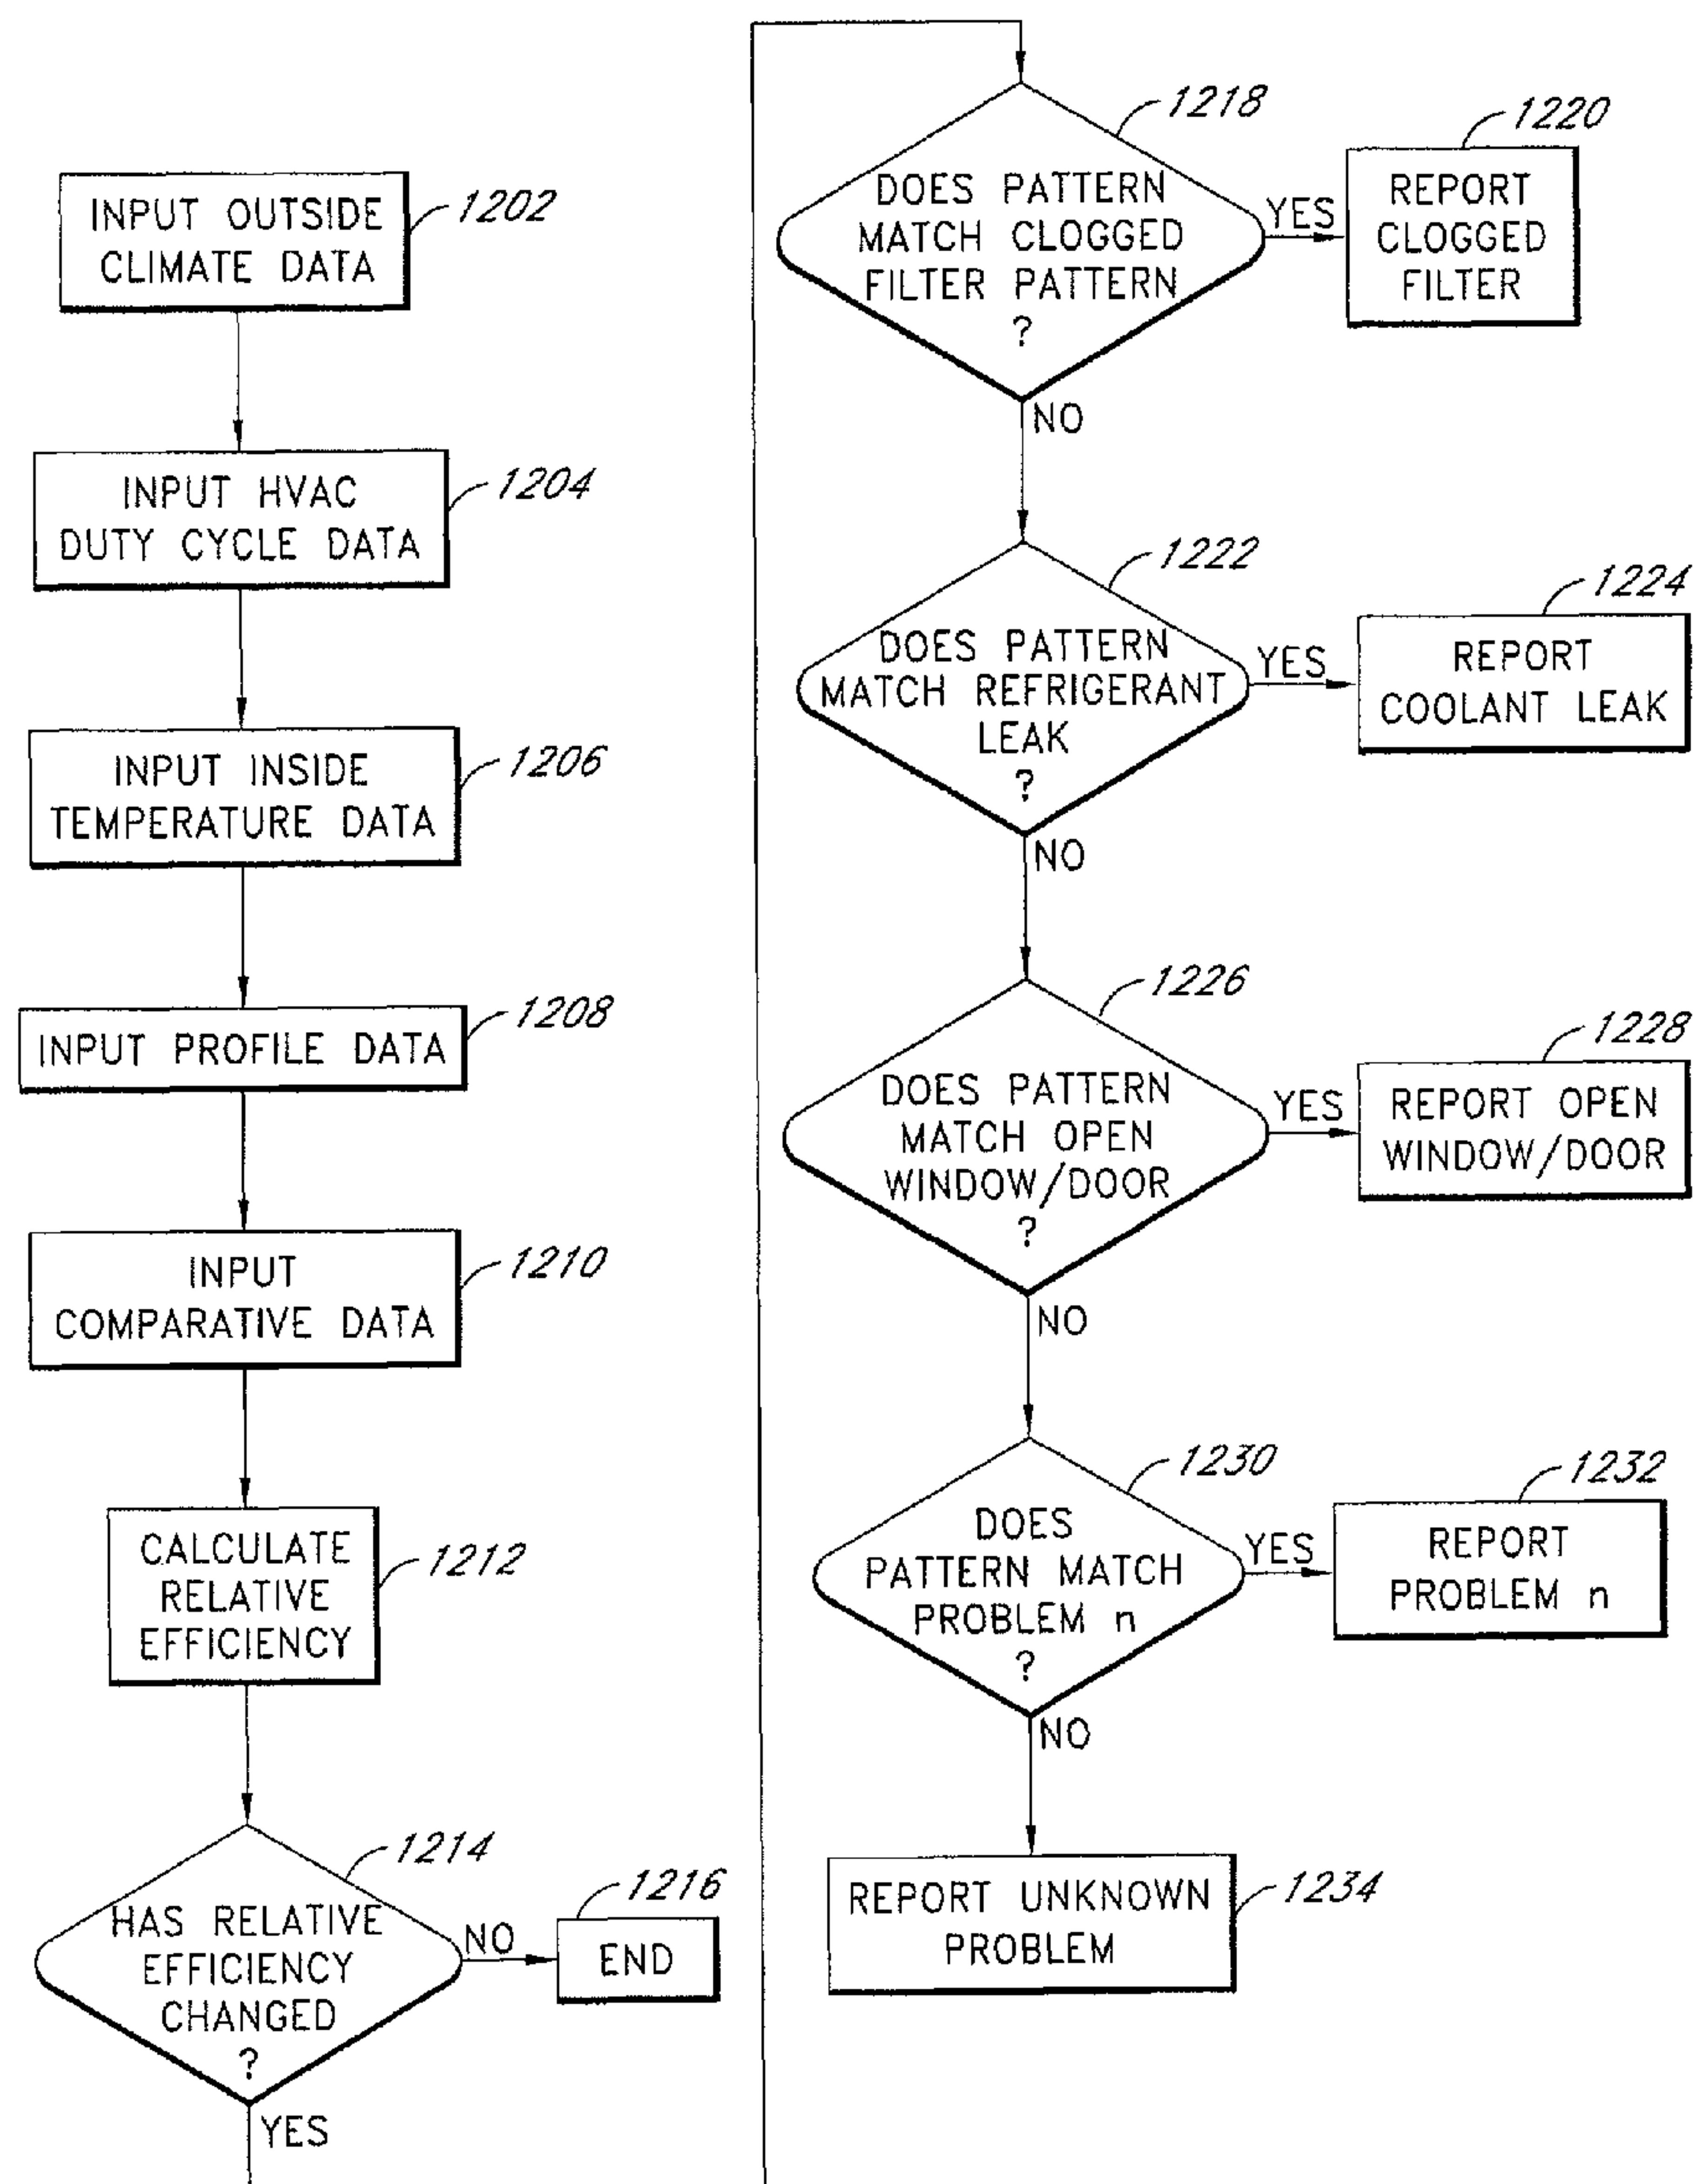 INPUT OUTSIDE
CLIMATE DATA
1202
INPUT HVAC
DUTY CYCLE DATA
1204
INPUT INSIDE
TEMPERATURE DATA
1206
INPUT PROFILE DATA
1208
INPUT
COMPARATIVE DATA
1210
CALCULATE
RELATIVE
EFFICIENCY
1212
HAS RELATIVE
EFFICIENCY
CHANGED
?
1214
NO
END
1216
YES
DOES PATTERN
MATCH CLOGGED
FILTER PATTERN
?
1218
YES
REPORT
CLOGGED
FILTER
1220
NO
DOES PATTERN
MATCH REFRIGERANT
LEAK
?
1222
YES
REPORT
COOLANT LEAK
1224
NO
DOES PATTERN
MATCH OPEN
WINDOW/DOOR
?
1226
YES
REPORT OPEN
WINDOW/DOOR
1228
NO
DOES
PATTERN MATCH
PROBLEM n
?
1230
YES
REPORT
PROBLEM n
1232
NO
REPORT UNKNOWN
PROBLEM
1234